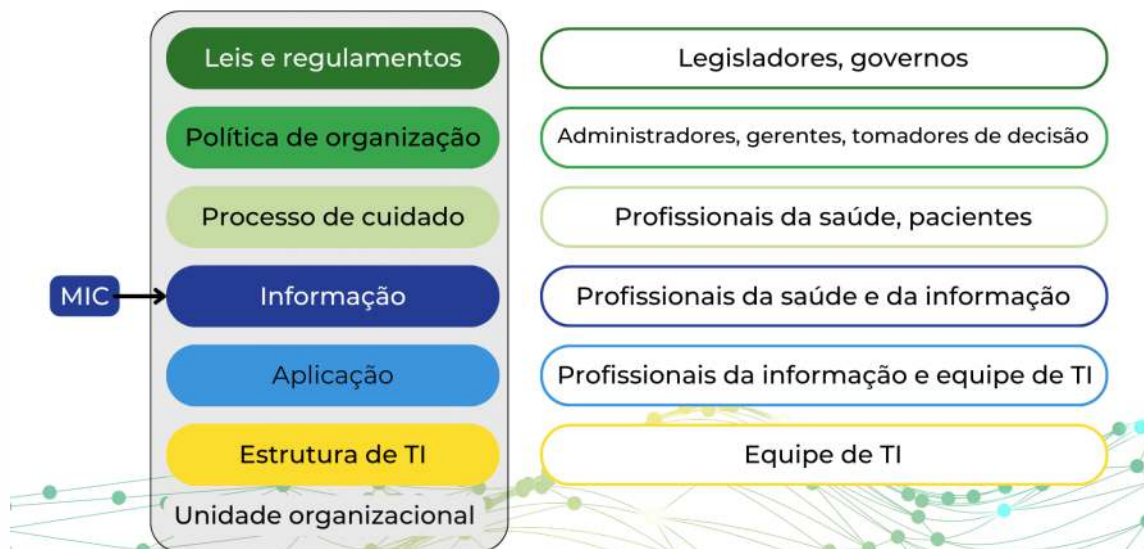 Leis e regulamentos
Legisladores, governos
Política de organização
Administradores, gerentes, tomadores de decisão
Processo de cuidado
Profissionais da saúde, pacientes
MIC
Informação
Profissionais da saúde e da informação
Aplicação
Profissionais da informação e equipe de TI
Estrutura de TI
Equipe de TI
Unidade organizacional